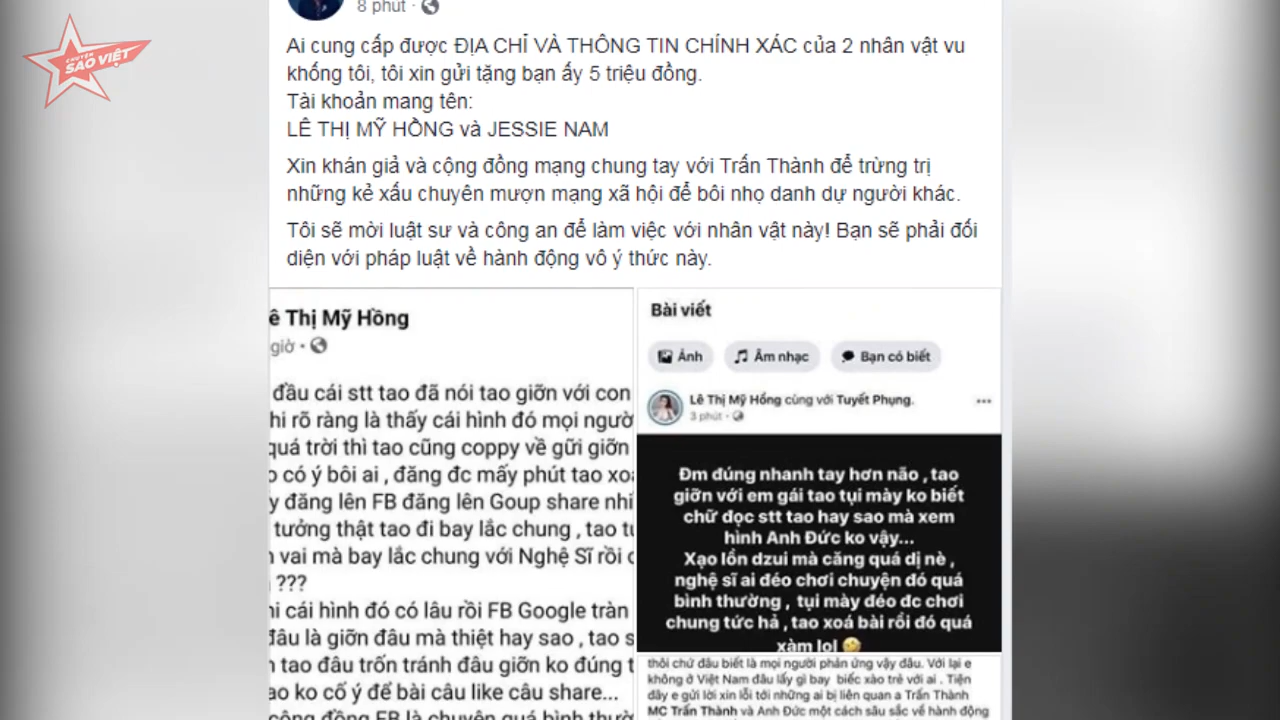 CHUYỆN
SAO VIỆT
8 phút ·
Ai cung cấp được ĐỊA CHỈ VÀ THÔNG TIN CHÍNH XÁC của 2 nhân vật vu
khống tôi, tôi xin gửi tặng bạn ấy 5 triệu đồng.
Tài khoản mang tên:
LÊ THỊ MỸ HỒNG và JESSIE NAM
Xin khán giả và cộng đồng mạng chung tay với Trấn Thành để trừng trị
những kẻ xấu chuyên mượn mạng xã hội để bôi nhọ danh dự người khác.
Tôi sẽ mời luật sư và công an để làm việc với nhân vật này! Bạn sẽ phải đối
diện với pháp luật về hành động vô ý thức này.
ê Thị Mỹ Hồng
giờ ·
đầu cái stt tao đã nói tao giỡn với con
hi rõ ràng là thấy cái hình đó mọi ngườ
quá trời thì tao cũng coppy về gữi giỡn
có ý bôi ai , đăng đc mấy phút tao xoá
y đăng lên FB đăng lên Goup share nhi
tưởng thật tao đi bay lắc chung , tao tu
vai mà bay lắc chung với Nghệ Sĩ rồi
???
hi cái hình đó có lâu rồi FB Google tràn
đâu là giỡn đâu mà thiệt hay sao , tao s
tao đâu trốn tránh đâu giỡn ko đúng t
ao ko cố ý để bài câu like câu share...
cộng đồng FB là chuyện quá bình thườ
Bài viết
Ảnh
Âm nhạc
Bạn có biết
Lê Thị Mỹ Hồng cùng với Tuyết Phụng.
3 phút ·
Đm đúng nhanh tay hơn não , tao
giỡn với em gái tao tụi mày ko biết
chữ đọc stt tao hay sao mà xem
hình Anh Đức ko vậy...
Xạo lồn dzui mà căng quá dị nè ,
nghệ sĩ ai đéo chơi chuyện đó quá
bình thường , tụi mày đéo đc chơi
chung tức hả , tao xoá bài rồi đó quá
xàm lol 🤣
thôi chứ đâu biết là mọi người phản ứng vậy đâu. Với lại e
không ở Việt Nam đâu lấy gì bay biếc xào trẻ với ai . Tiện
đây e gửi lời xin lỗi tới những ai bị liên quan a Trấn Thành
MC Trấn Thành và Anh Đức một cách sâu sắc về hành động